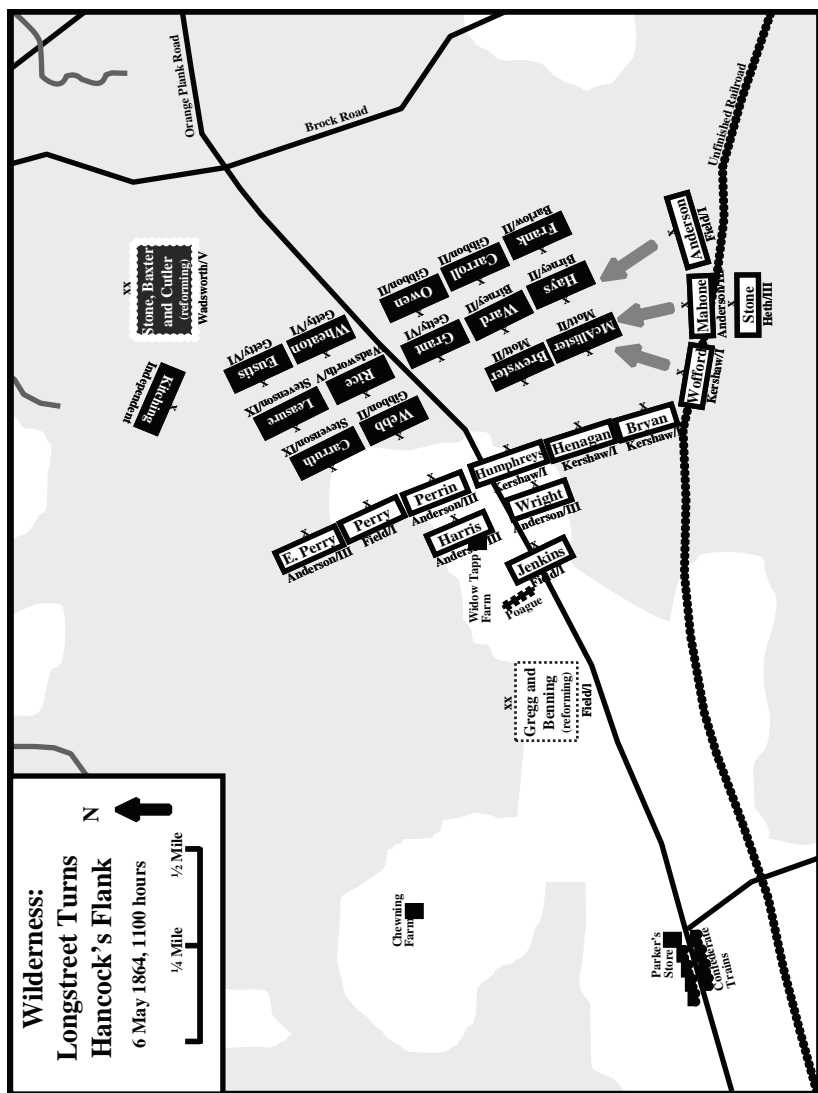 Wilderness:
Longstreet Turns
Hancock's Flank
6 May 1864, 1100 hours
¼ Mile
½ Mile
N
Orange Plank Road
Brock Road
Unfinished Railroad
xx
Stone, Baxter
and Cutler
(reforming)
Wadsworth/V
x
Kitching
Independent
x
Eustis
Getty/VI
x
Wheaton
Getty/VI
x
Leasure
Stevenson/IX
x
Rice
Wadsworth/V
x
Carruth
Stevenson/IX
x
Webb
Gibbon/II
x
Owen
Gibbon/II
x
Carroll
Gibbon/II
x
Frank
Barlow/II
x
Grant
Getty/VI
x
Ward
Birney/II
x
Hays
Birney/II
x
Brewster
Mott/II
x
McAllister
Mott/II
x
Anderson
Field/I
x
Mahone
Anderson/III
x
Stone
Heth/III
x
Wofford
Kershaw/I
x
Bryan
Kershaw/I
x
Henagan
Kershaw/I
x
Humphreys
Kershaw/I
x
Wright
Anderson/III
x
Perrin
Anderson/III
x
Harris
Anderson/III
x
Perry
Field/I
x
E. Perry
Anderson/III
x
Jenkins
Field/I
Poague
Widow Tapp
Farm
xx
Gregg and
Benning
(reforming)
Field/I
Chewning
Farm
Parker's
Store
Confederate
Trains